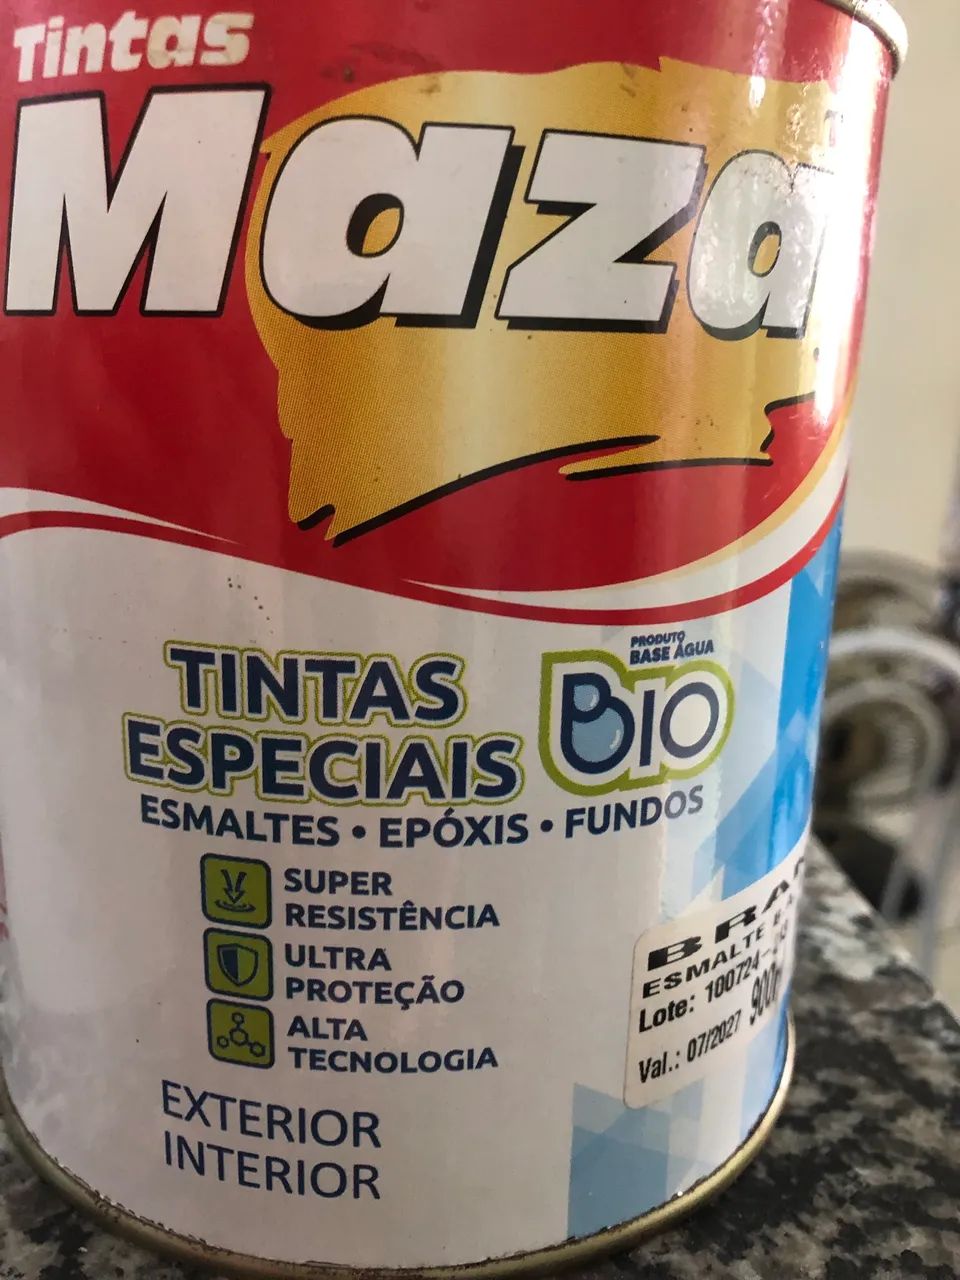 Tintas
Maza
TINTAS
ESPECIAIS
PRODUTO
BASE ÁGUA
BIO
ESMALTES • EPÓXIS • FUNDOS
SUPER
RESISTÊNCIA
ULTRA
PROTEÇÃO
ALTA
TECNOLOGIA
EXTERIOR
INTERIOR
ESMALTE
Lote: 100724
Val.: 07/2027